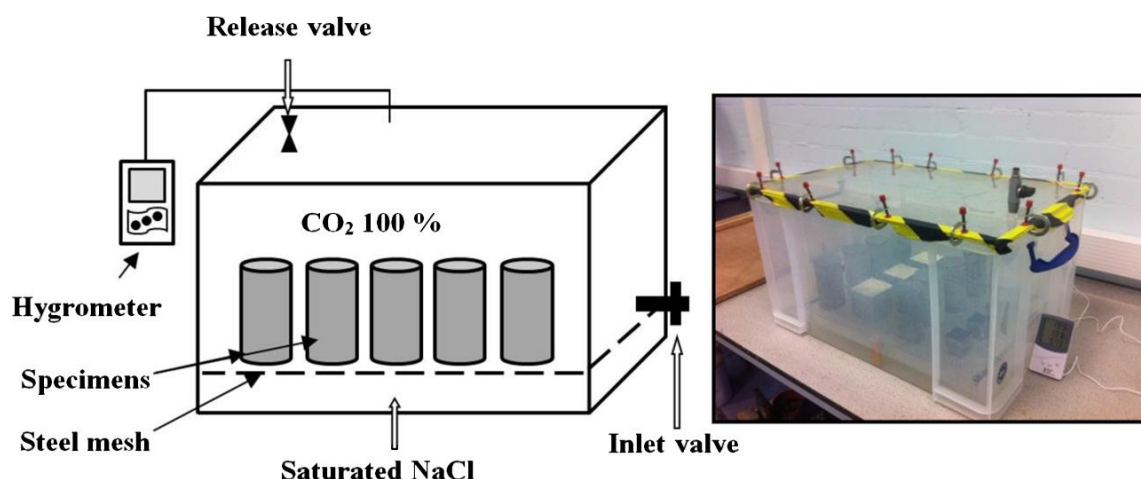 Release valve
CO₂ 100 %
Hygrometer
Specimens
Steel mesh
Saturated NaCl
Inlet valve